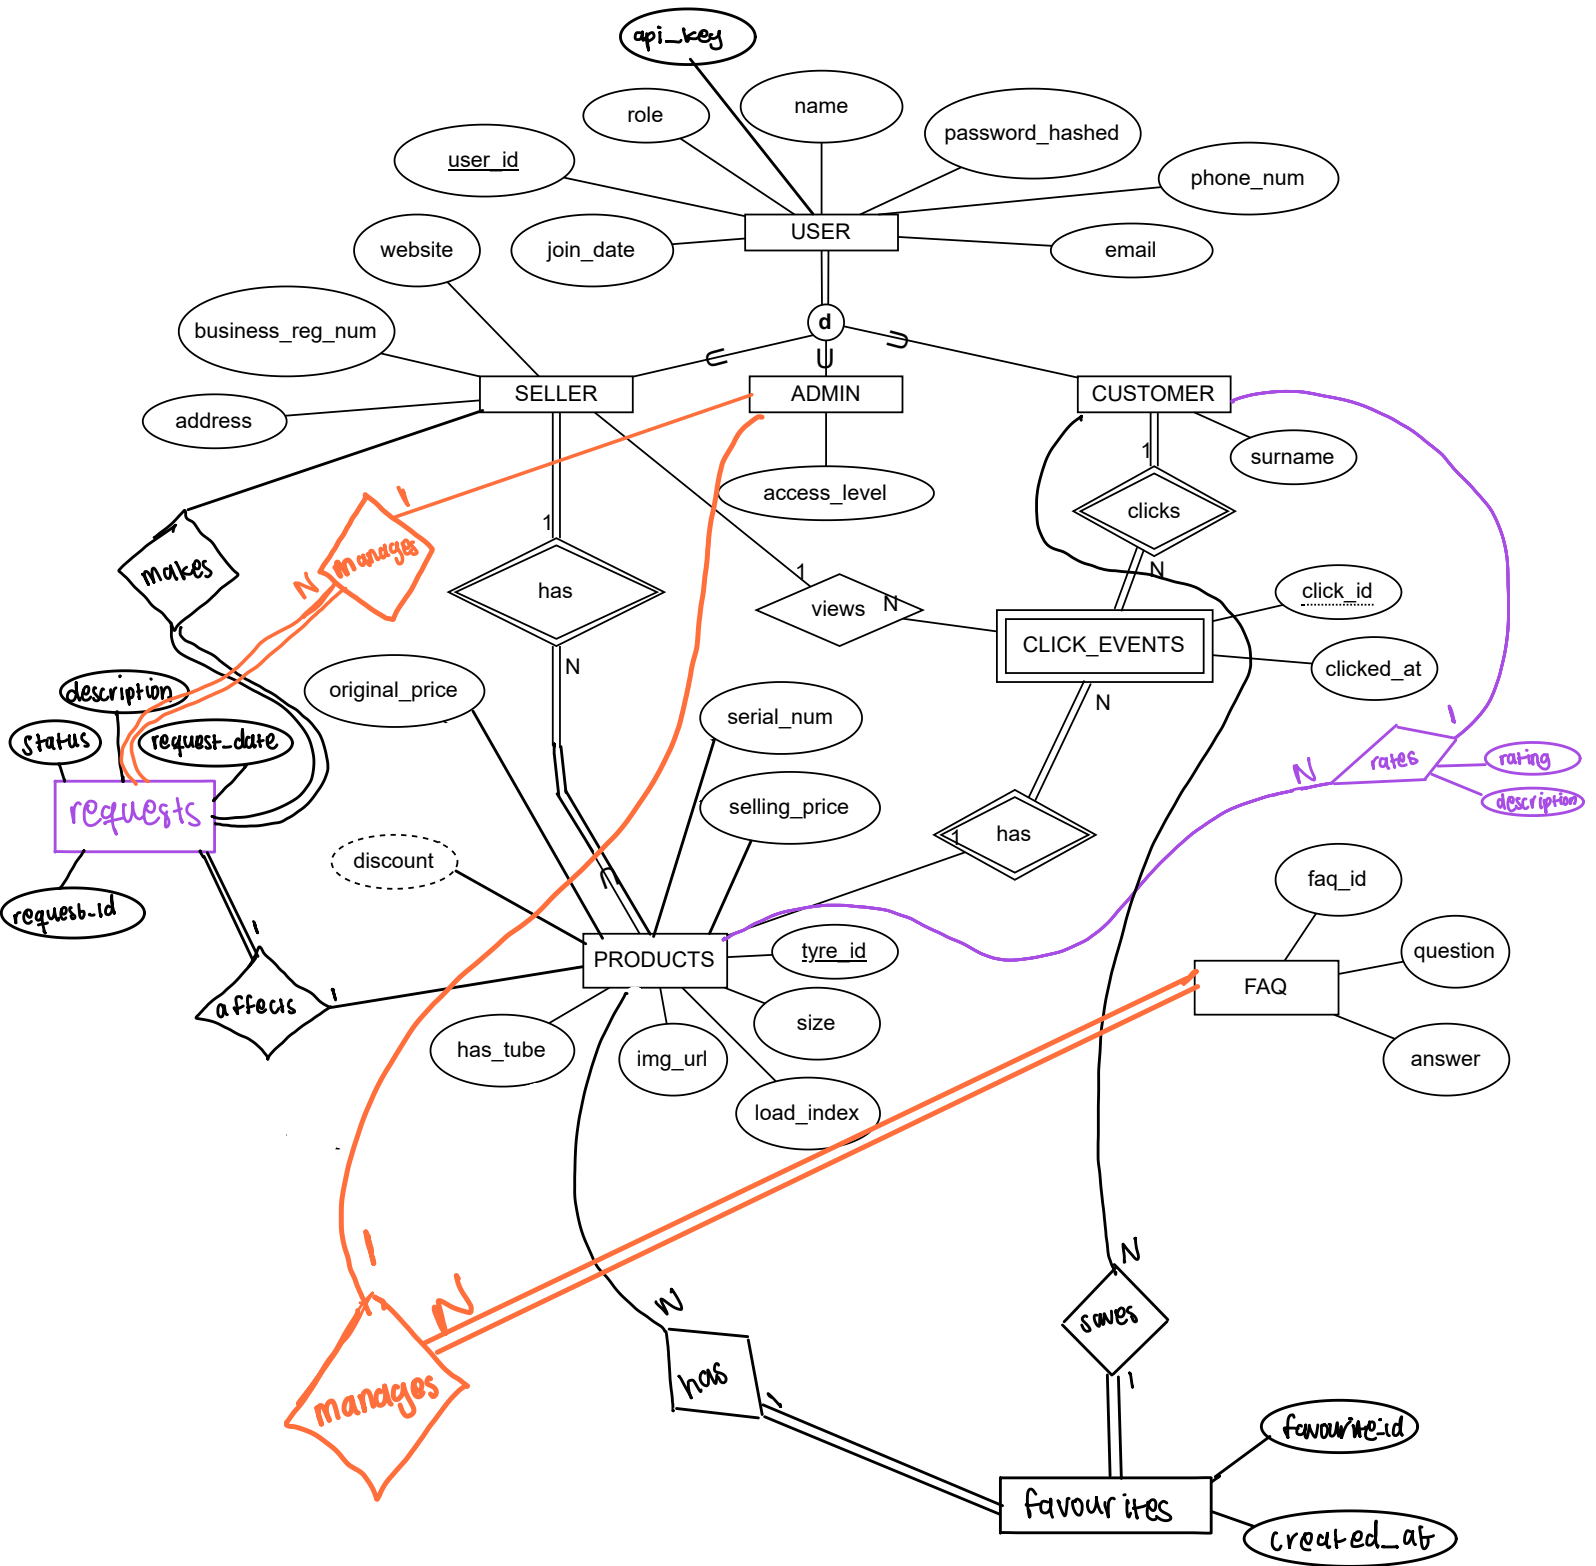 api_key
role
name
password_hashed
user_id
phone_num
USER
website
join_date
email
business_reg_num
d
U
U
U
SELLER
ADMIN
CUSTOMER
address
1
surname
access_level
1
1
clicks
manages
N
makes
has
1
N
views
N
click_id
CLICK_EVENTS
clicked_at
N
description
original_price
serial_num
N
1
status
request_date
rates
rating
N
description
requests
selling_price
1
has
discount
U
faq_id
request_id
1
PRODUCTS
tyre_id
question
FAQ
affects
1
size
has_tube
img_url
answer
load_index
1
N
N
N
saves
manages
has
1
1
favourite_id
favourites
created_at